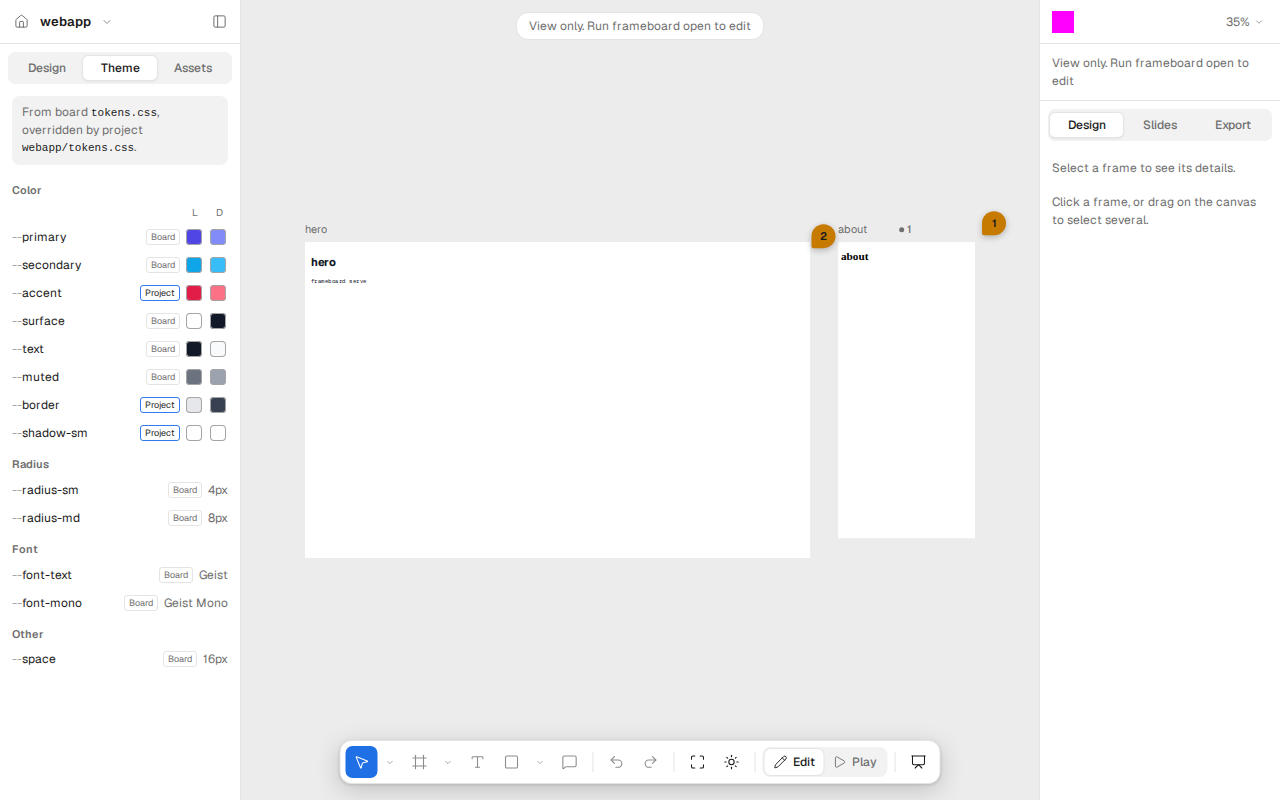 webapp
View only. Run frameboard open to edit
35%
Design
Theme
Assets
View only. Run frameboard open to
edit
From board tokens.css,
overridden by project
webapp/tokens.css.
Design
Slides
Export
Select a frame to see its details.
Click a frame, or drag on the canvas
to select several.
Color
L
D
--primary Board
--secondary Board
--accent Project
--surface Board
--text Board
--muted Board
--border Project
--shadow-sm Project
Radius
--radius-sm Board 4px
--radius-md Board 8px
Font
--font-text Board Geist
--font-mono Board Geist Mono
Other
--space Board 16px
hero
2
about
1
1
hero
frameboard serve
about
Edit
Play